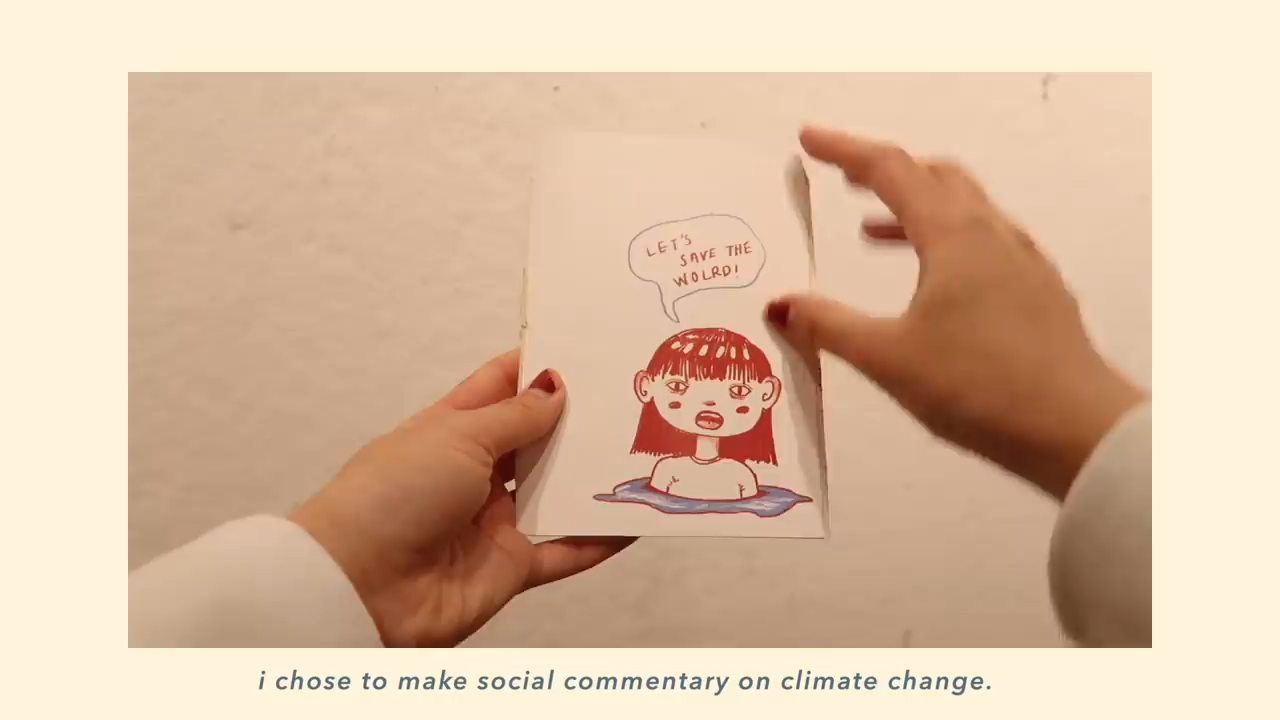 LET'S
SAVE THE
WOLRD!
i chose to make social commentary on climate change.